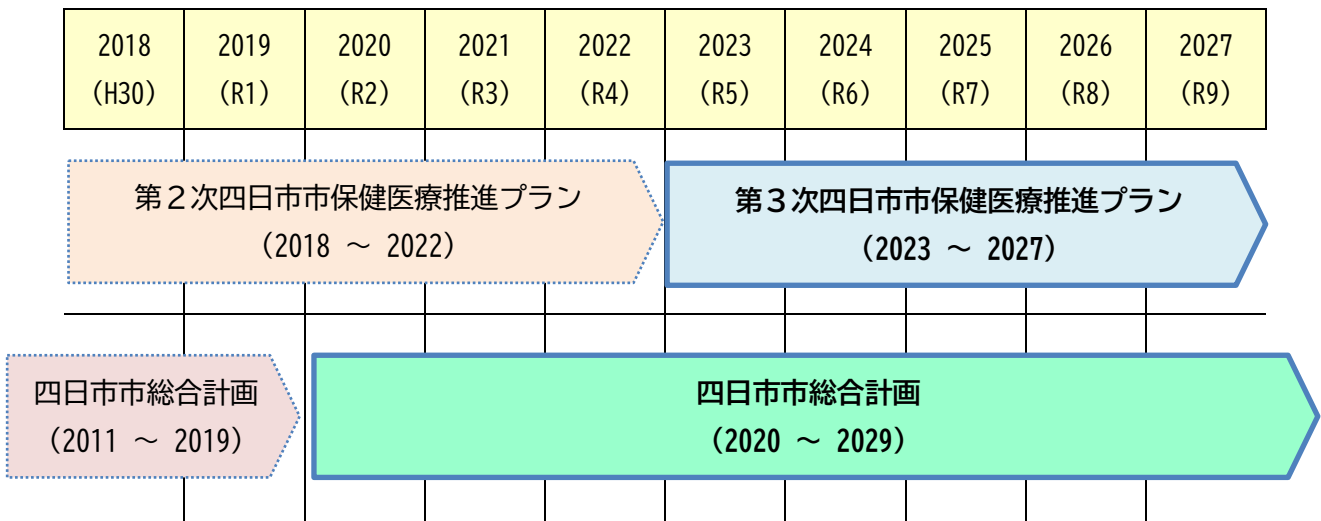 2018 2019 2020 2021 2022 2023 2024 2025 2026 2027
(H30) (R1) (R2) (R3) (R4) (R5) (R6) (R7) (R8) (R9)
第２次四日市市保健医療推進プラン
（2018 ～ 2022）
第３次四日市市保健医療推進プラン
（2023 ～ 2027）
四日市市総合計画
（2011 ～ 2019）
四日市市総合計画
（2020 ～ 2029）